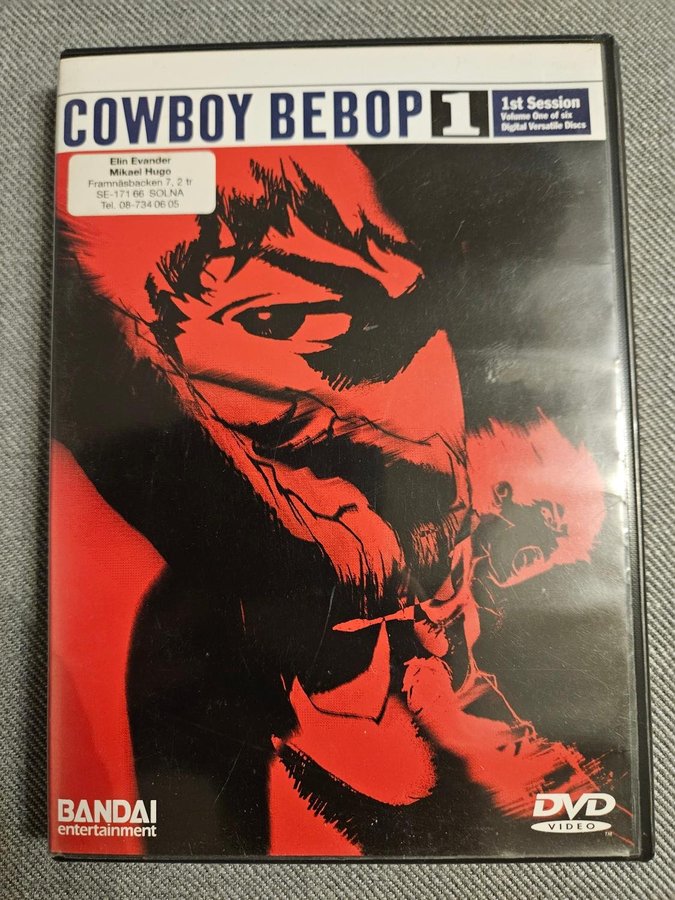 COWBOY BEBOP 1
1st Session
Volume One of six
Digital Versatile Discs
Elin Evander
Mikael Hugo
Framnäsbacken 7, 2 tr
SE-171 66 SOLNA
Tel. 08-734 06 05
BANDAI
entertainment
DVD
VIDEO
TM